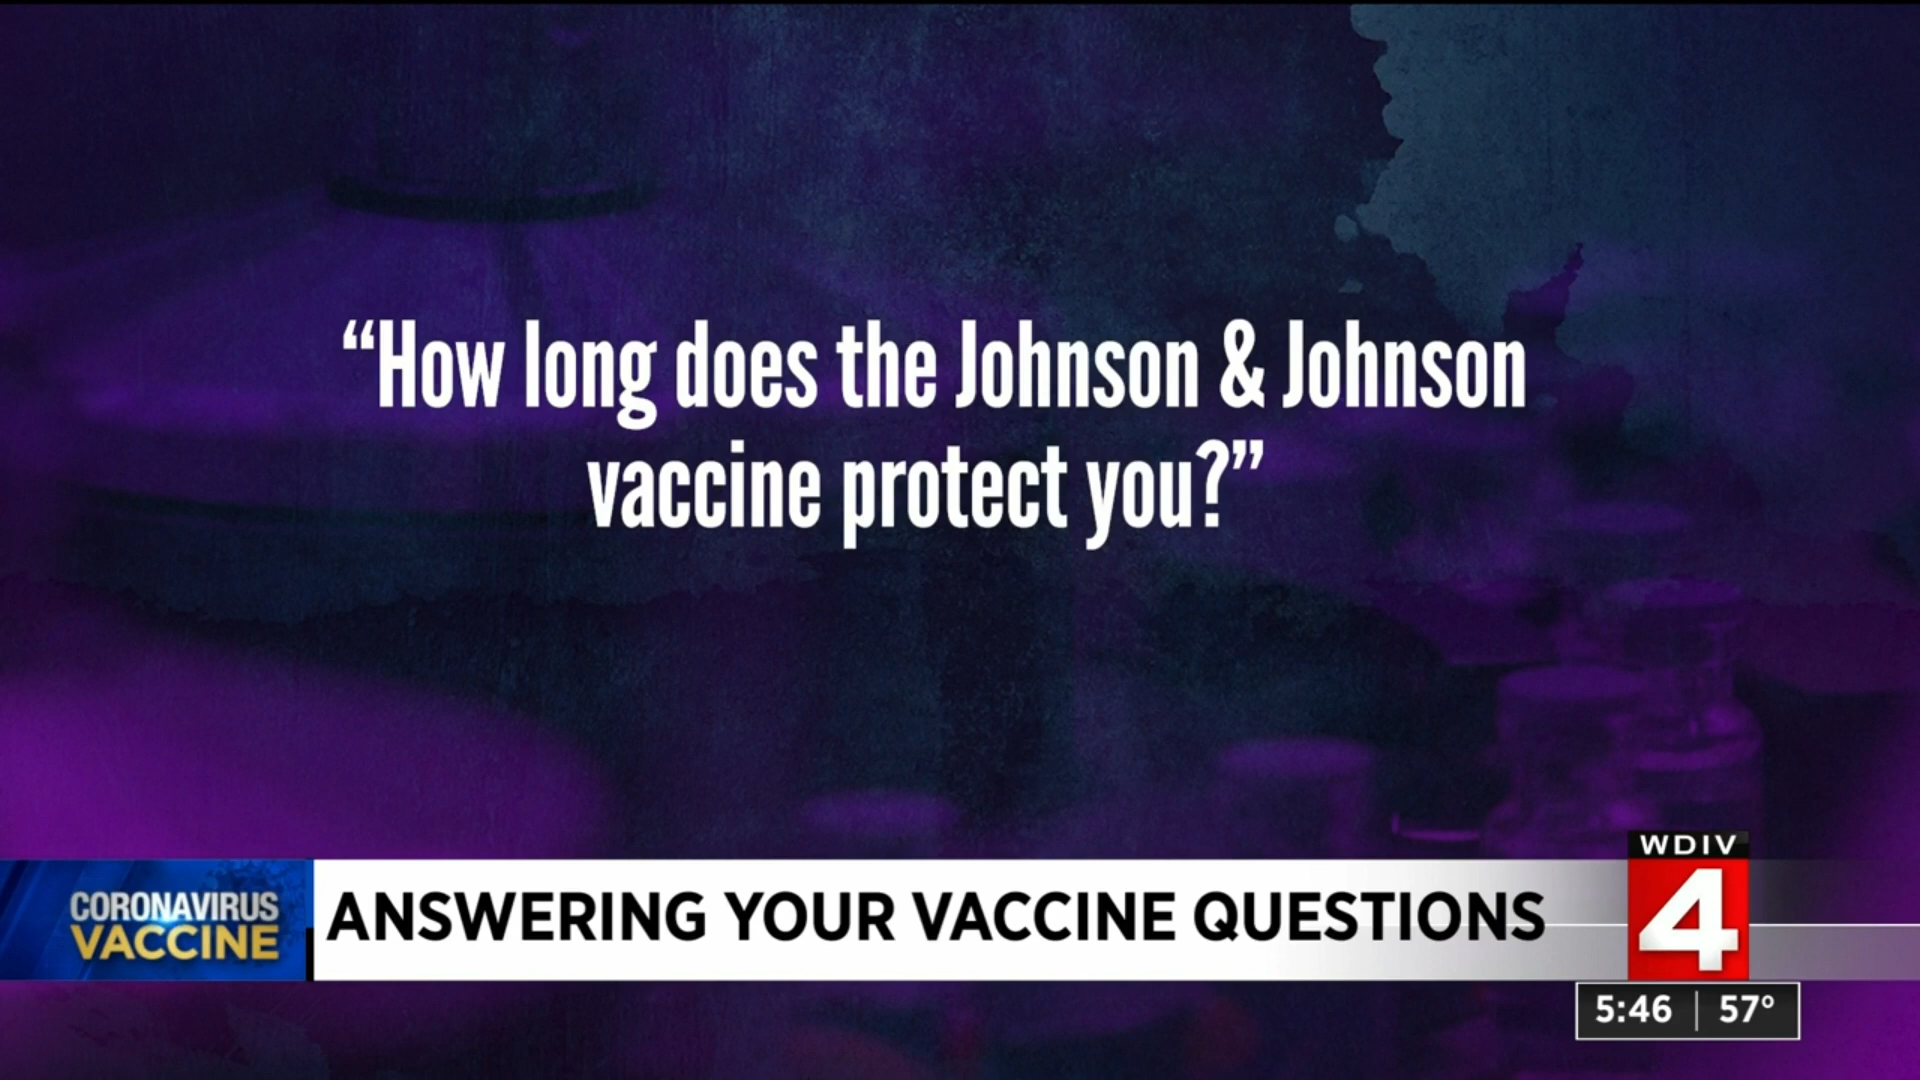 “How long does the Johnson & Johnson
vaccine protect you?”
CORONAVIRUS
VACCINE
ANSWERING YOUR VACCINE QUESTIONS
WDIV
4
5:46 | 57°